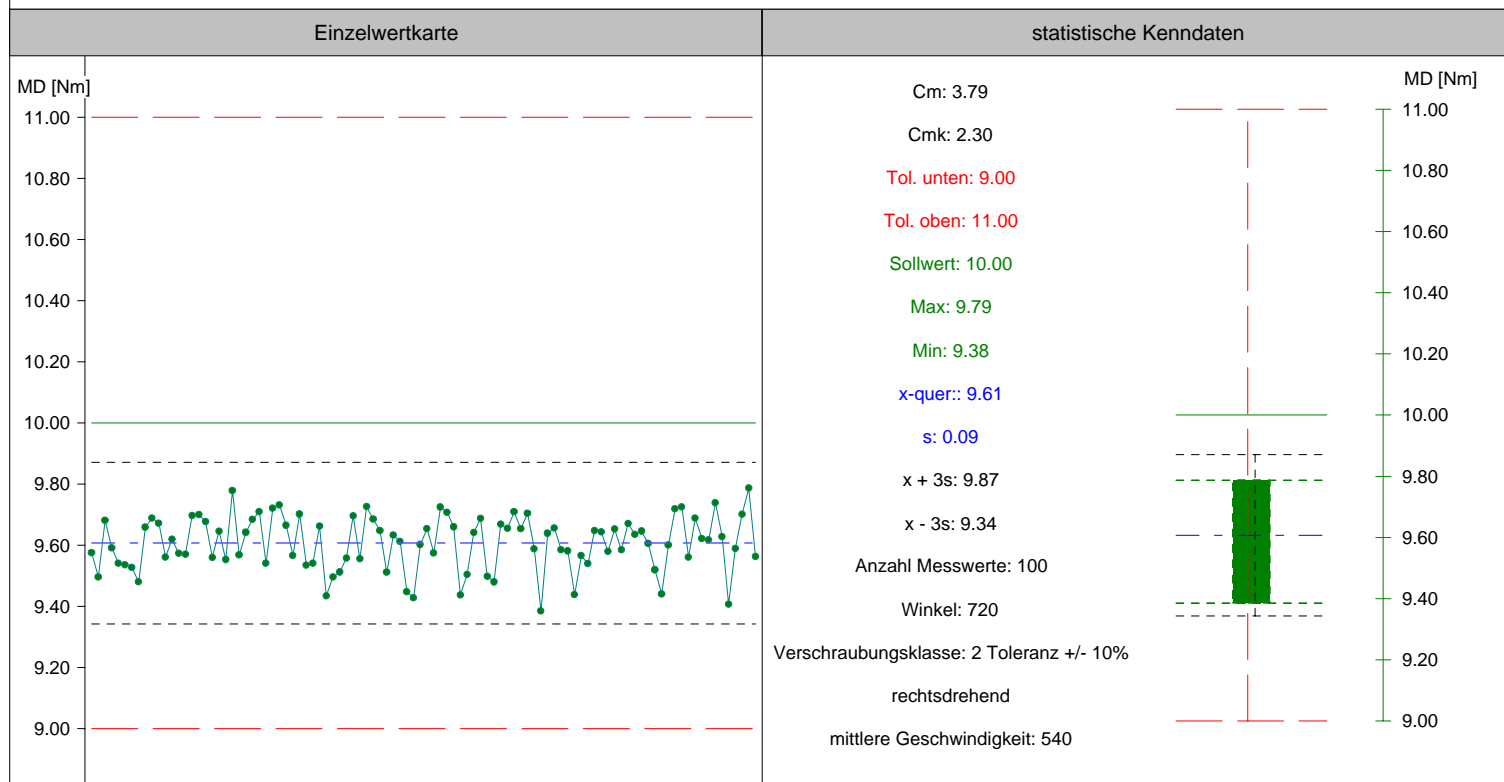 Einzelwertkarte
statistische Kenndaten
MD [Nm]
11.00
10.80
10.60
10.40
10.20
10.00
9.80
9.60
9.40
9.20
9.00
Cm: 3.79
Cmk: 2.30
Tol. unten: 9.00
Tol. oben: 11.00
Sollwert: 10.00
Max: 9.79
Min: 9.38
x-quer:: 9.61
s: 0.09
x + 3s: 9.87
x - 3s: 9.34
Anzahl Messwerte: 100
Winkel: 720
Verschraubungsklasse: 2 Toleranz +/- 10%
rechtsdrehend
mittlere Geschwindigkeit: 540
MD [Nm]
11.00
10.80
10.60
10.40
10.20
10.00
9.80
9.60
9.40
9.20
9.00